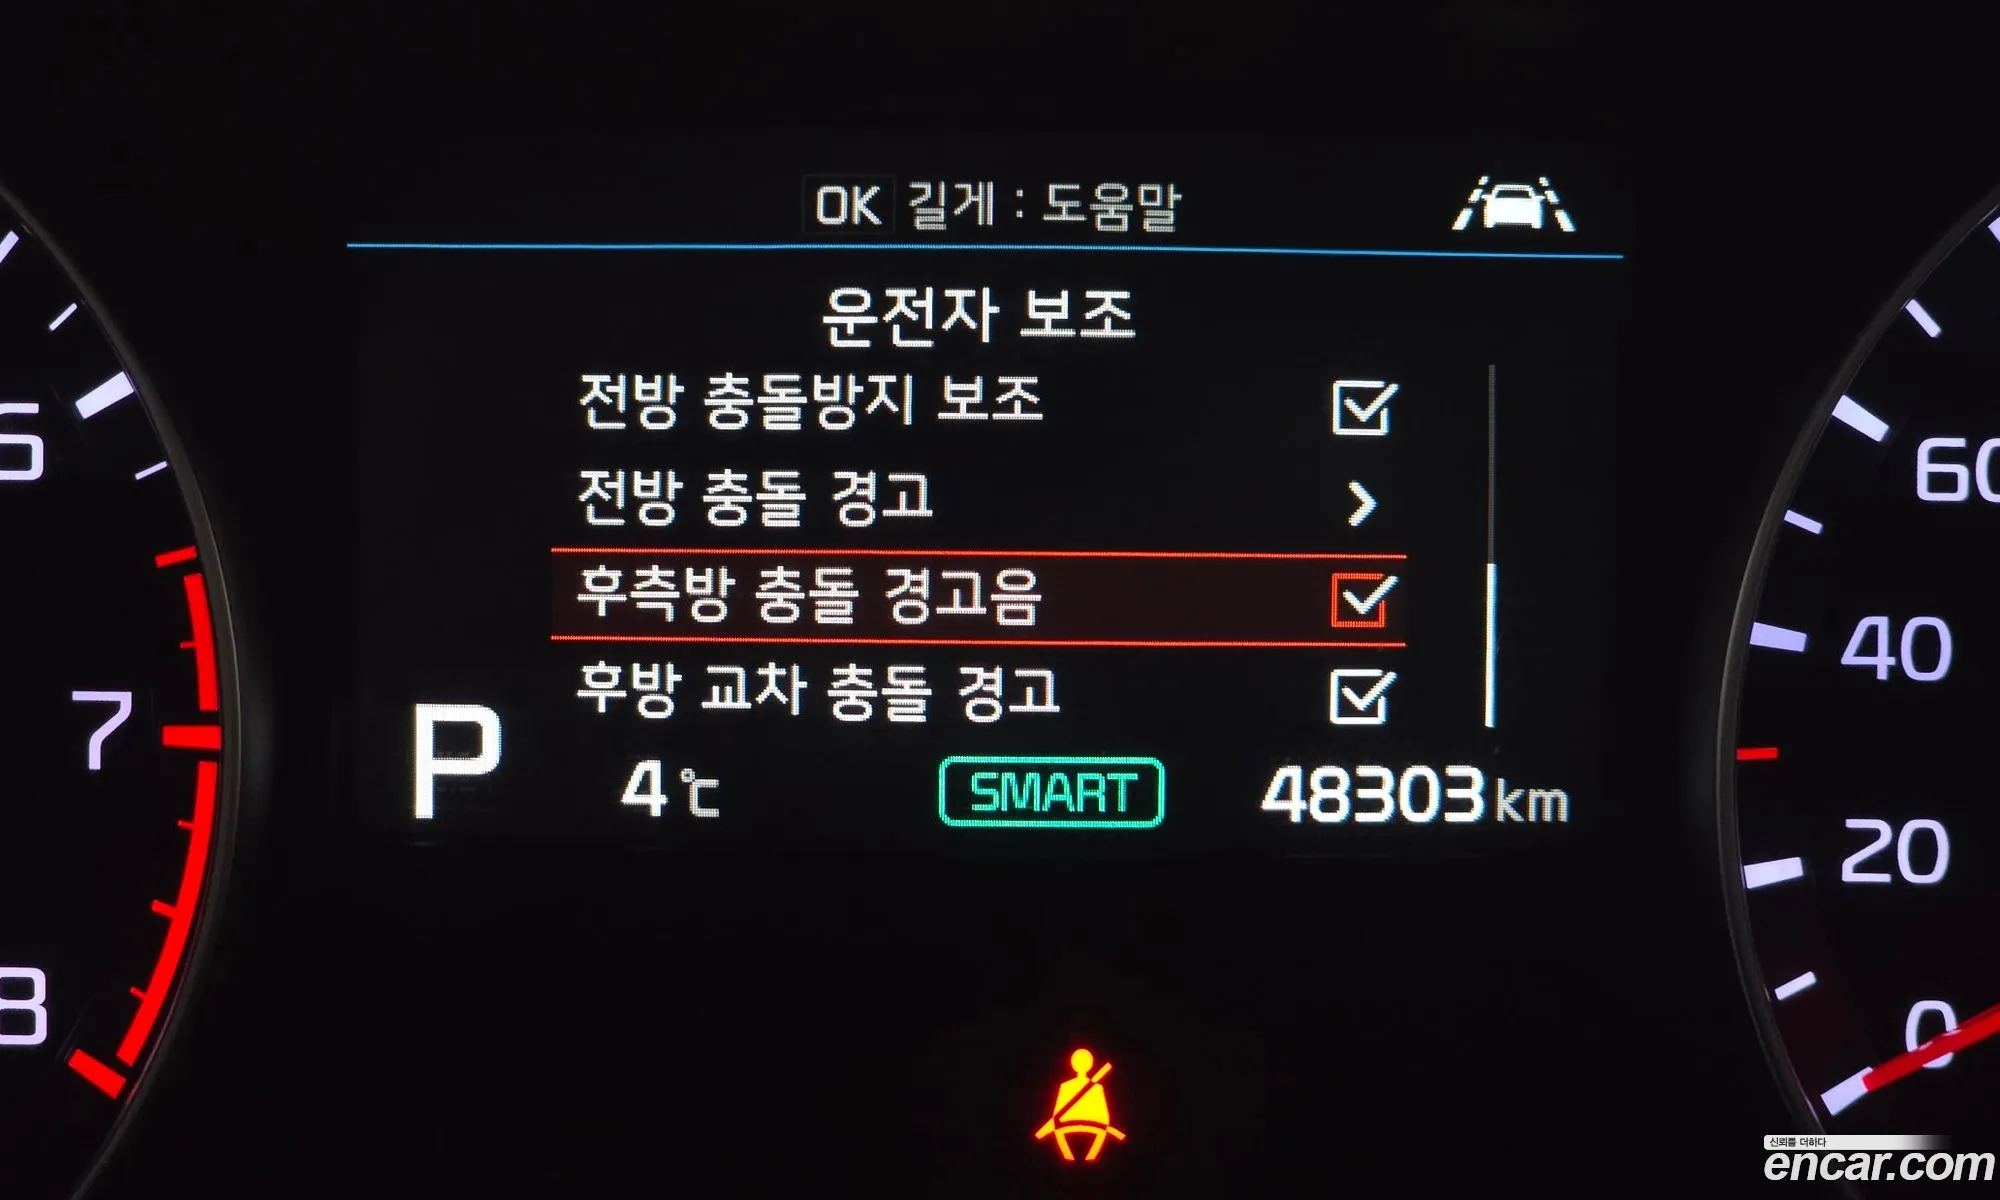 OK 길게 : 도움말
운전자 보조
전방 충돌방지 보조
전방 충돌 경고
후측방 충돌 경고음
후방 교차 충돌 경고
P
4℃
SMART
48303 km
6
7
8
60
40
20
0
신뢰를 더하다
encar.com